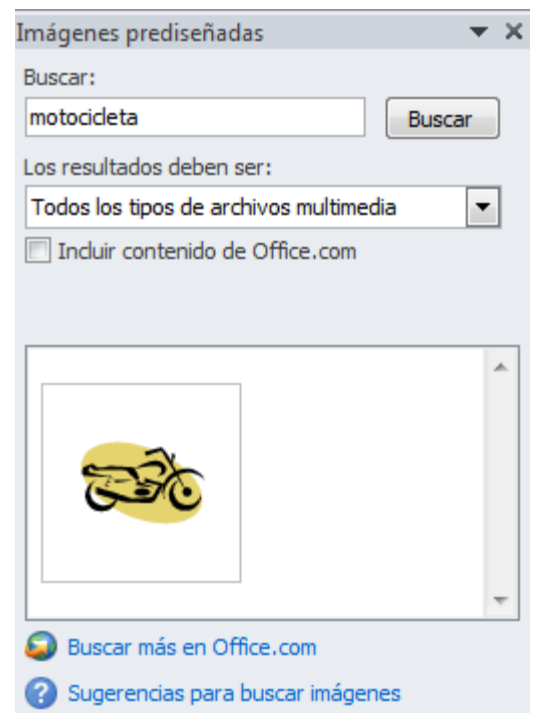 Imágenes prediseñadas
Buscar:
motocicleta
Buscar
Los resultados deben ser:
Todos los tipos de archivos multimedia
Incluir contenido de Office.com
Buscar más en Office.com
Sugerencias para buscar imágenes